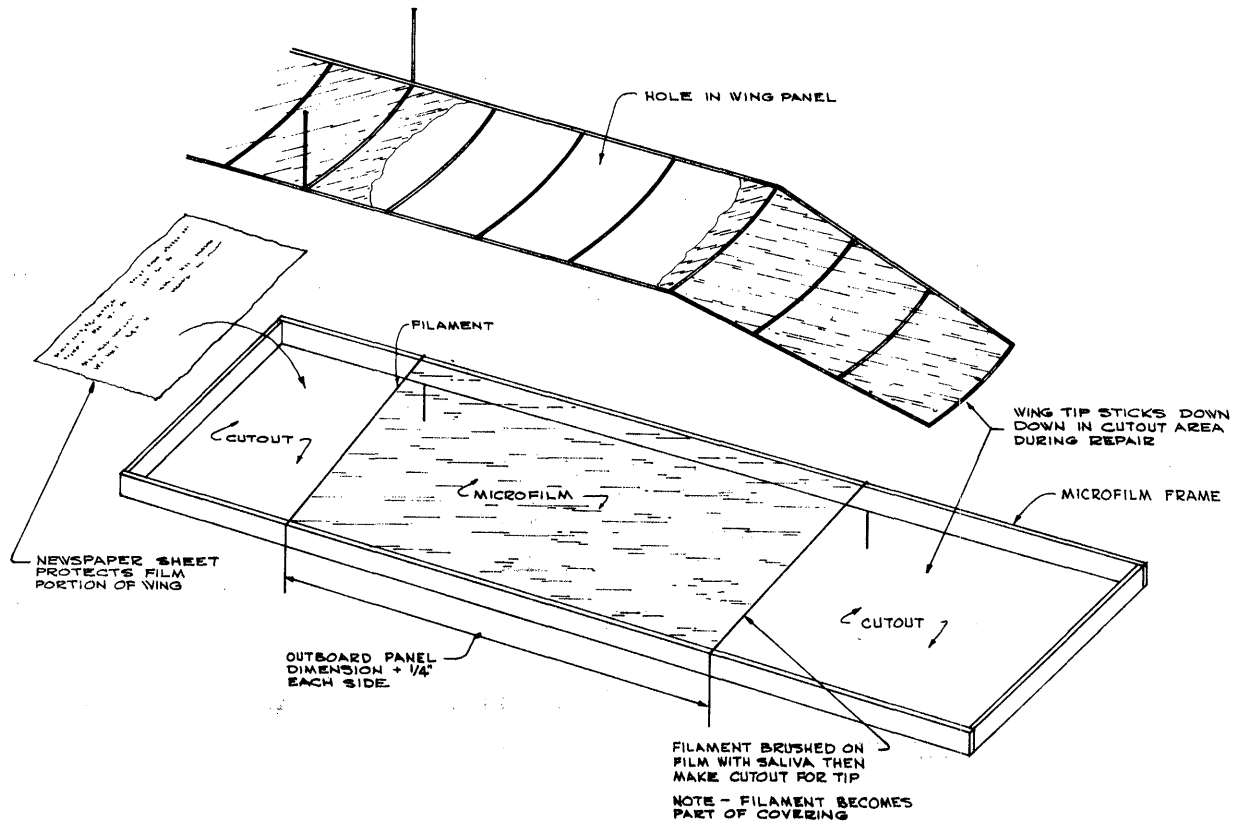 HOLE IN WING PANEL
FILAMENT
WING TIP STICKS DOWN
DOWN IN CUTOUT AREA
DURING REPAIR
CUTOUT
MICROFILM
MICROFILM FRAME
NEWSPAPER SHEET
PROTECTS FILM
PORTION OF WING
CUTOUT
OUTBOARD PANEL
DIMENSION + 1/4"
EACH SIDE
FILAMENT BRUSHED ON
FILM WITH SALIVA THEN
MAKE CUTOUT FOR TIP
NOTE - FILAMENT BECOMES
PART OF COVERING